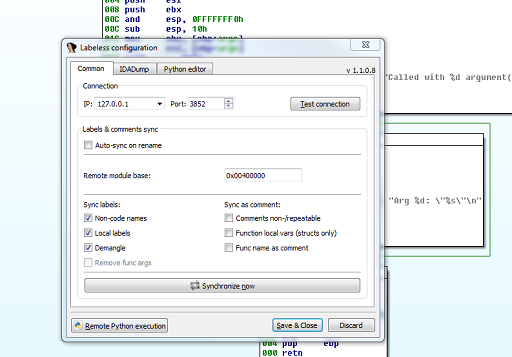 004 push esi
008 push ebx
00C and esp, 0FFFFFFF0h
00C sub esp, 10h
Labeless configuration
Common IDADump Python editor v 1.1.0.8
Connection
IP: 127.0.0.1 Port: 3852 Test connection
"Called with %d argument(
Labels & comments sync
Auto-sync on rename
Remote module base: 0x00400000
"Arg %d: \"%s\"\n"
Sync labels: Sync as comment:
Non-code names Comments non-/repeatable
Local labels Function local vars (structs only)
Demangle Func name as comment
Remove func args
Synchronize now
Remote Python execution Save & Close Discard
004 pop ebp
000 retn